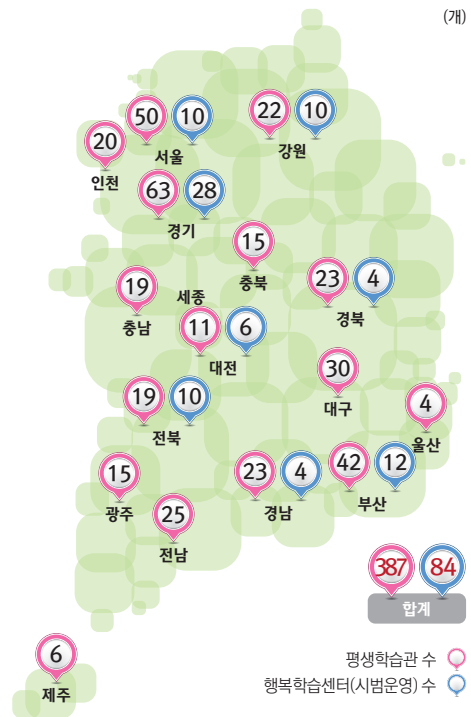 (개)
50 10
서울
22 10
강원
20
인천
63 28
경기
15
충북
19
충남
세종
23 4
경북
11 6
대전
30
대구
19 10
전북
4
울산
15
광주
23 4
경남
42 12
부산
25
전남
387 84
합계
6
제주
평생학습관 수
행복학습센터(시범운영) 수